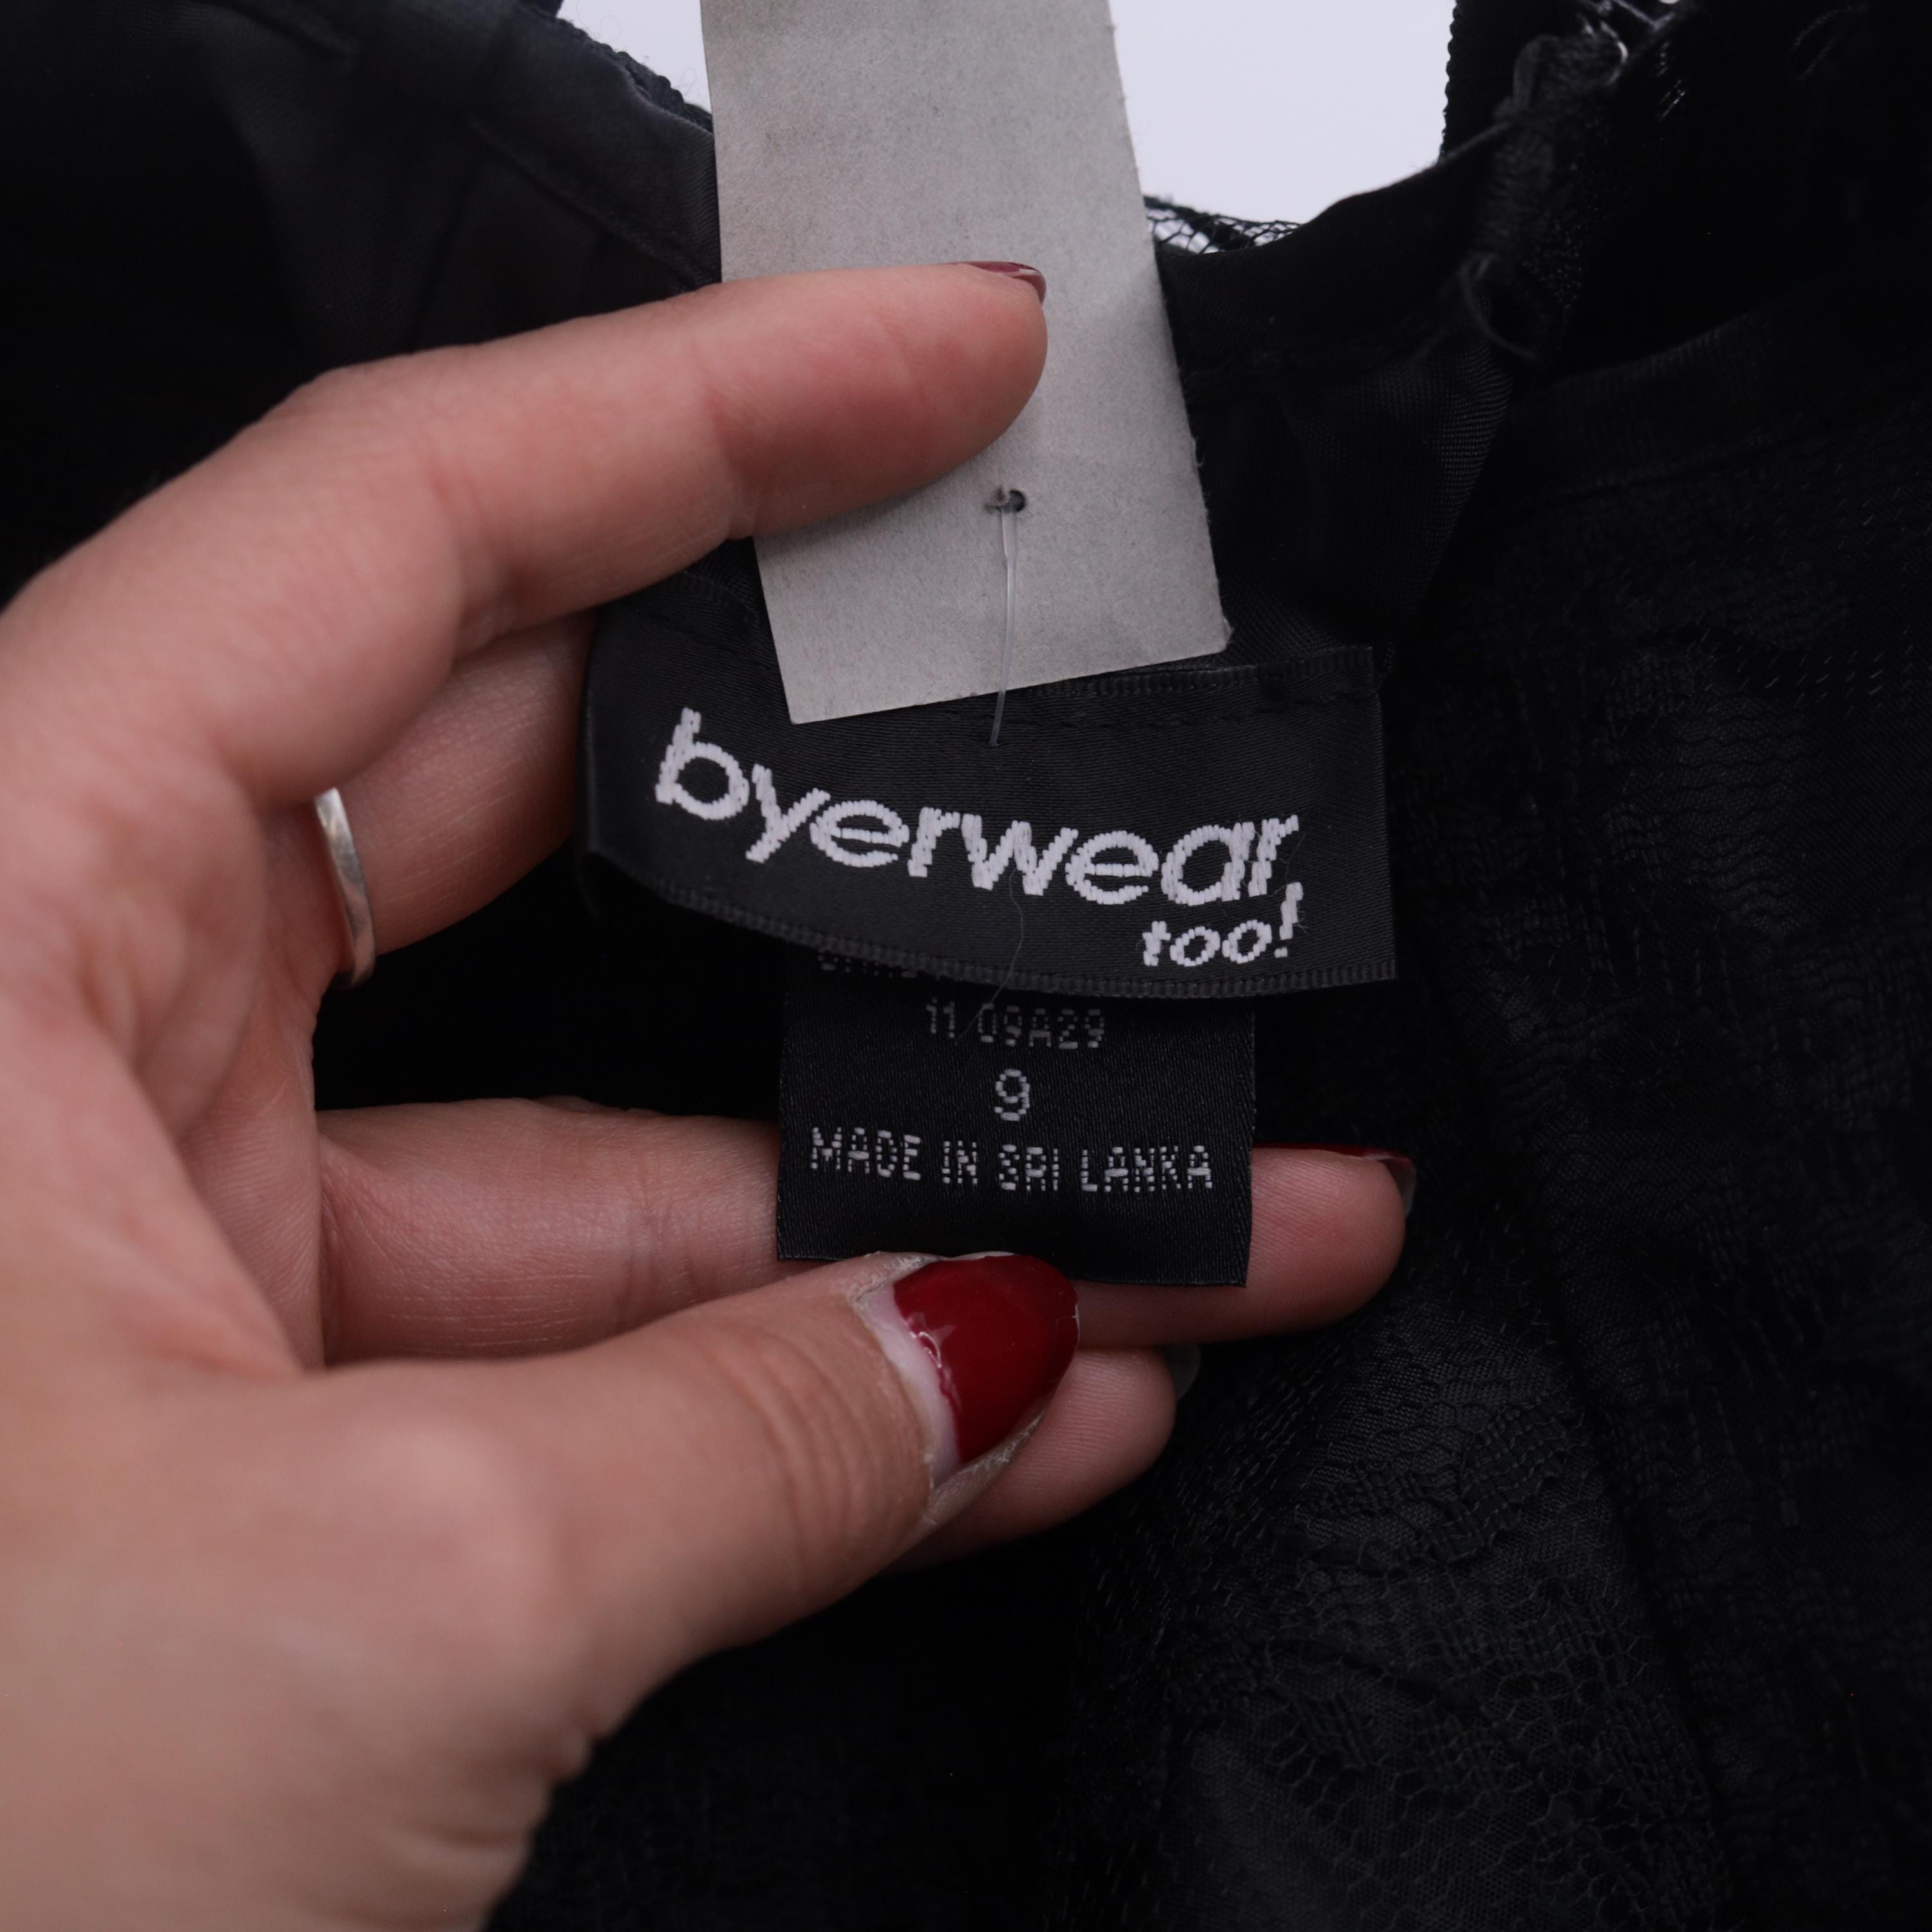 byerwear,
too!
11 09A29
9
MADE IN SRI LANKA